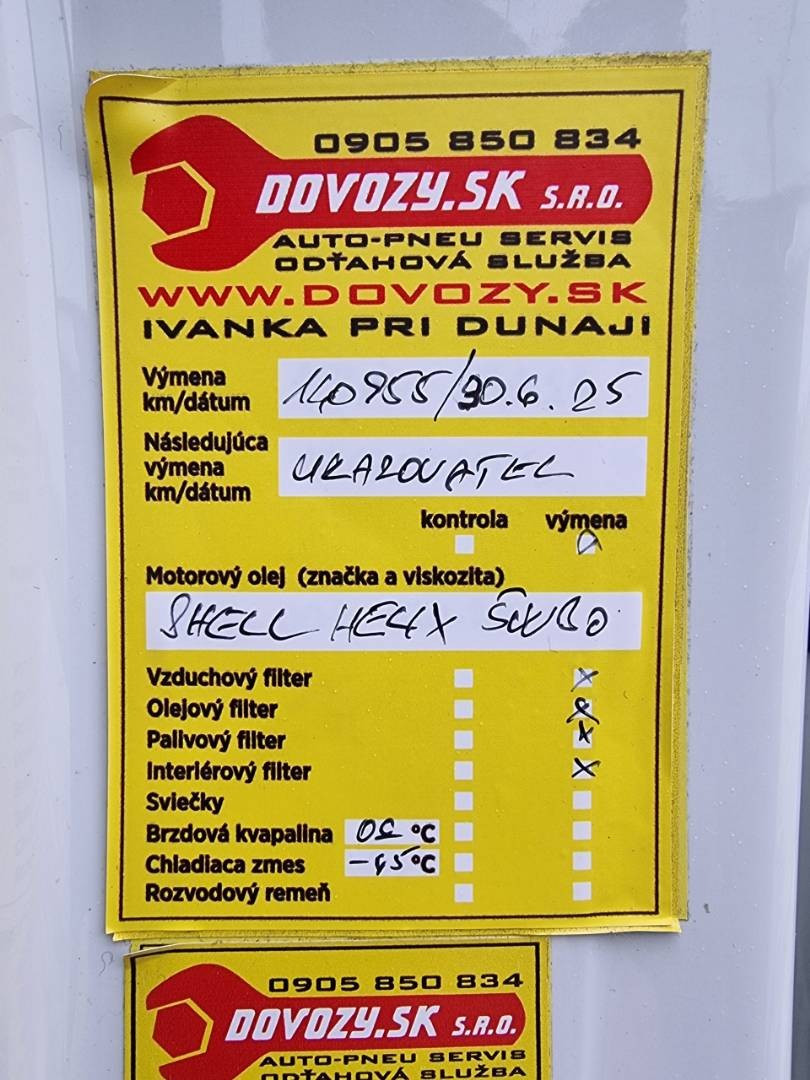 0905 850 834
DOVOZY.SK S.R.O.
AUTO-PNEU SERVIS
ODŤAHOVÁ SLUŽBA
WWW.DOVOZY.SK
IVANKA PRI DUNAJI
Výmena km/dátum 140955/30.6.25
Následujúca výmena km/dátum UKAZOVATEL
kontrola výmena
Motorový olej (značka a viskozita)
SHELL HELIX 5W30
Vzduchový filter
Olejový filter
Palivový filter
Interiérový filter
Sviečky
Brzdová kvapalina °C
Chladiaca zmes °C
Rozvodový remeň
0905 850 834
DOVOZY.SK S.R.O.
AUTO-PNEU SERVIS
ODŤAHOVÁ SLUŽBA